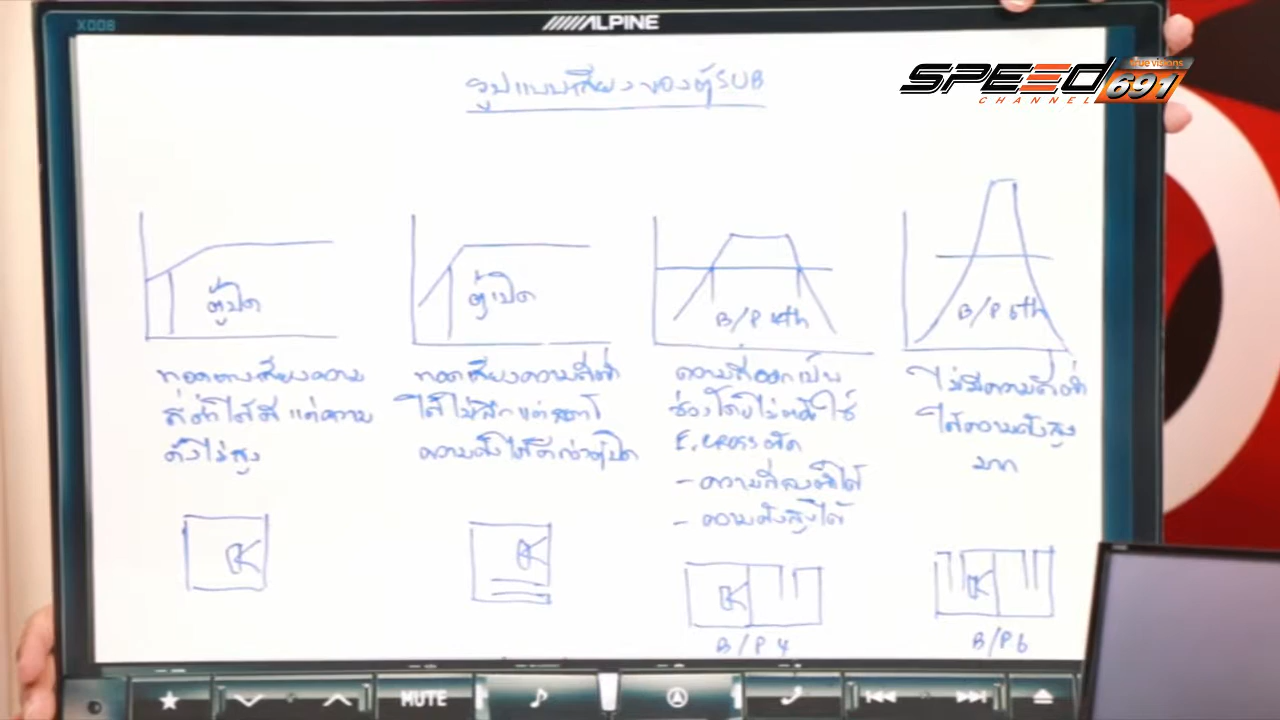 X008
ALPINE
true visions
SPEED 691
CHANNEL
รูปแบบเสียงของตู้ SUB
ตู้ปิด
ทอดตบเสียงความ
ถี่ต่ำได้ดี แต่ความ
ดังไม่สูง
ตู้เปิด
ทอดเสียงความถี่ต่ำ
ได้ไม่ลึก แต่
ความดังได้ดีกว่าตู้ปิด
B/P 4th
ความถี่ออกเป็น
ช่วงโดยไม่ ใช้
E.CROSS ตัด
- ความถี่ลงต่ำได้
- ความดังสูงได้
B/P 6th
ไม่มีความถี่ต่ำ
ได้ความดังสูง
มาก
B/P 4
B/P 6
MUTE